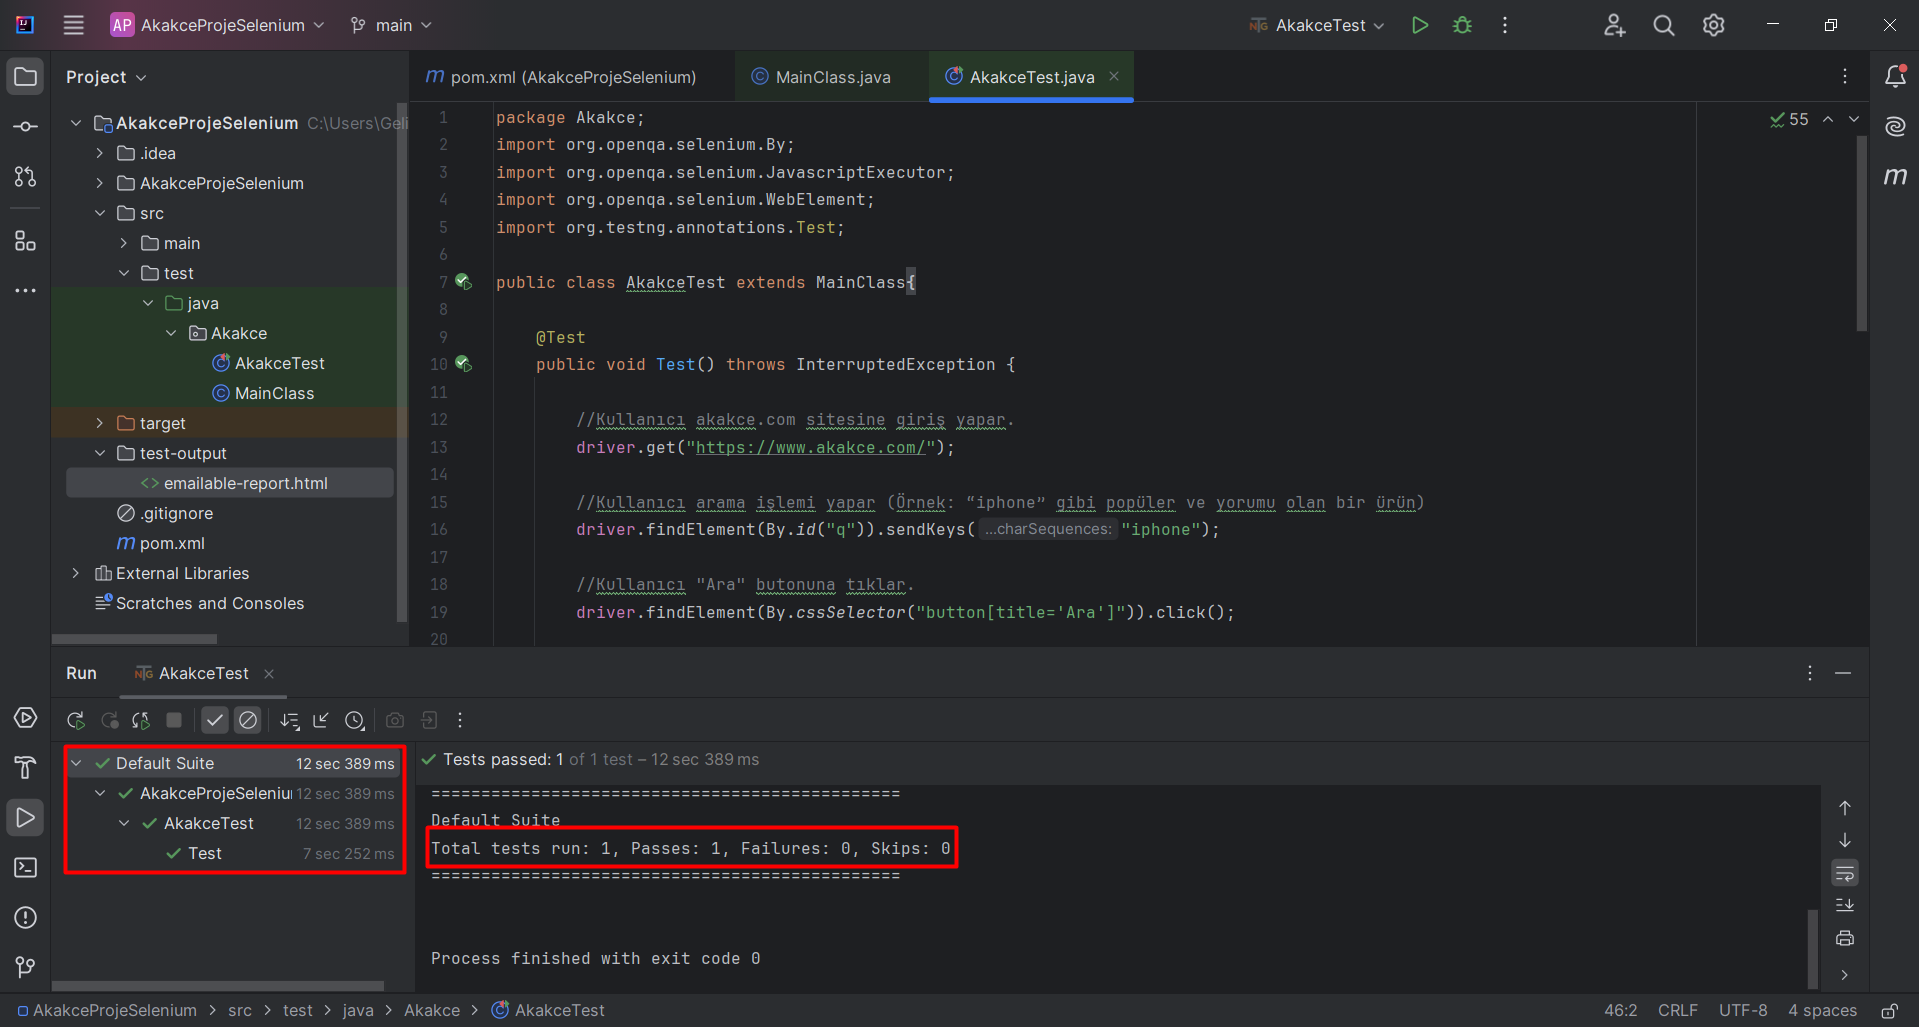 AP AkakceProjeSelenium main AkakceTest
Project
AkakceProjeSelenium C:\Users\Geli
.idea
AkakceProjeSelenium
src
main
test
java
Akakce
AkakceTest
MainClass
target
test-output
emailable-report.html
.gitignore
pom.xml
External Libraries
Scratches and Consoles
pom.xml (AkakceProjeSelenium) MainClass.java AkakceTest.java
55
1 package Akakce;
2 import org.openqa.selenium.By;
3 import org.openqa.selenium.JavascriptExecutor;
4 import org.openqa.selenium.WebElement;
5 import org.testng.annotations.Test;
6
7 public class AkakceTest extends MainClass{
8
9 @Test
10 public void Test() throws InterruptedException {
11
12 //Kullanıcı akakce.com sitesine giriş yapar.
13 driver.get("https://www.akakce.com/");
14
15 //Kullanıcı arama işlemi yapar (Örnek: “iphone” gibi popüler ve yorumu olan bir ürün)
16 driver.findElement(By.id("q")).sendKeys( ...charSequences: "iphone");
17
18 //Kullanıcı "Ara" butonuna tıklar.
19 driver.findElement(By.cssSelector("button[title='Ara']")).click();
20
Run AkakceTest
Default Suite 12 sec 389 ms
AkakceProjeSeleniu 12 sec 389 ms
AkakceTest 12 sec 389 ms
Test 7 sec 252 ms
Tests passed: 1 of 1 test – 12 sec 389 ms
===============================================
Default Suite
Total tests run: 1, Passes: 1, Failures: 0, Skips: 0
===============================================
Process finished with exit code 0
AkakceProjeSelenium > src > test > java > Akakce > AkakceTest 46:2 CRLF UTF-8 4 spaces